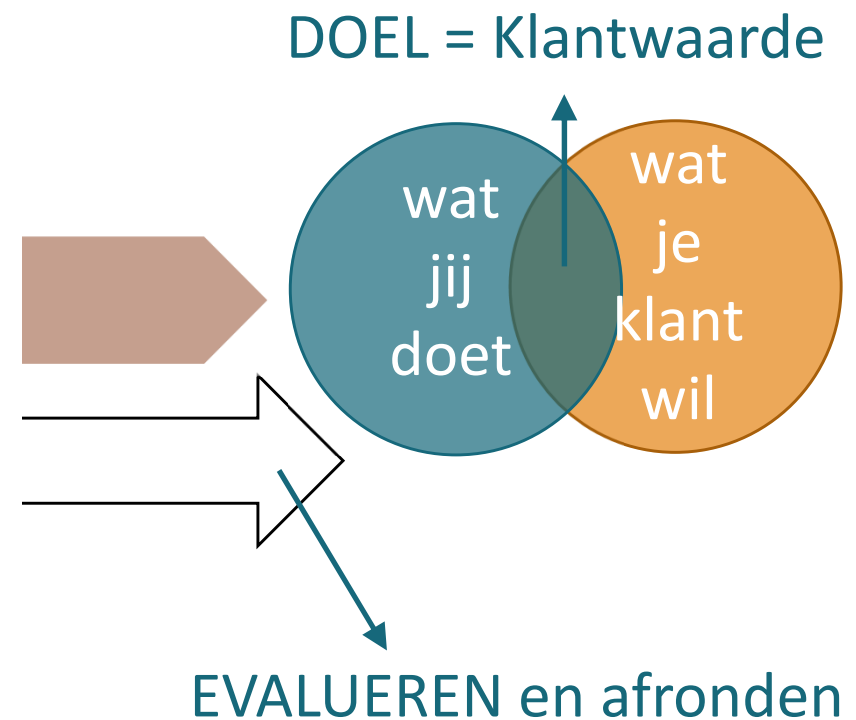 DOEL = Klantwaarde
wat
jij
doet
wat
je
klant
wil
EVALUEREN en afronden